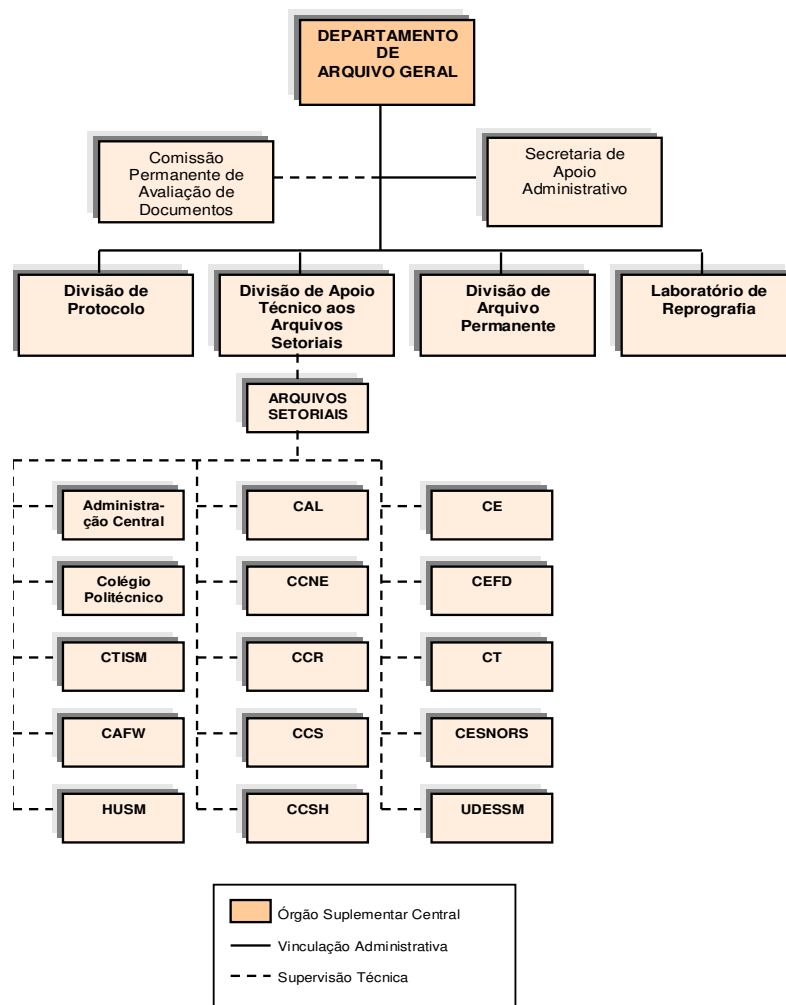 DEPARTAMENTO
DE
ARQUIVO GERAL
Comissão
Permanente de
Avaliação de
Documentos
Secretaria de
Apoio
Administrativo
Divisão de
Protocolo
Divisão de Apoio
Técnico aos
Arquivos
Setoriais
Divisão de
Arquivo
Permanente
Laboratório de
Reprografia
ARQUIVOS
SETORIAIS
Administra-
ção Central
CAL
CE
Colégio
Politécnico
CCNE
CEFD
CTISM
CCR
CT
CAFW
CCS
CESNORS
HUSM
CCSH
UDESSM
Órgão Suplementar Central
Vinculação Administrativa
Supervisão Técnica